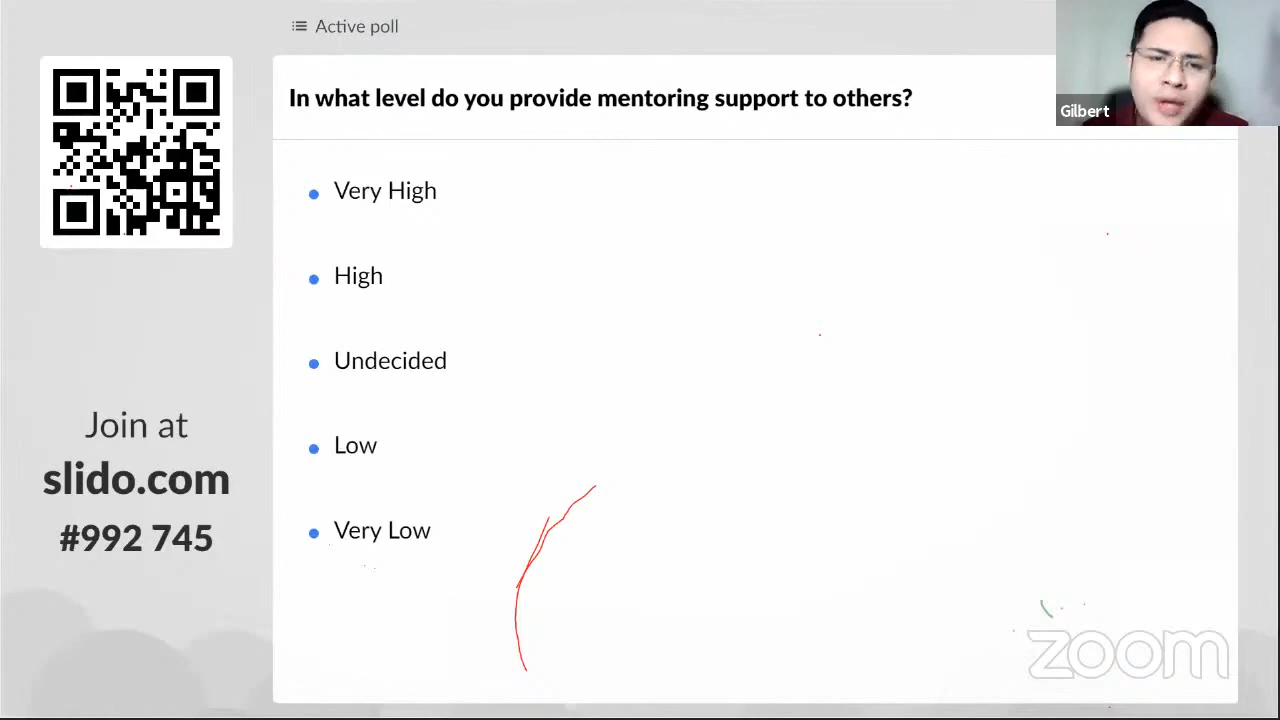 Active poll
Gilbert
In what level do you provide mentoring support to others?
Very High
High
Undecided
Low
Very Low
Join at
slido.com
#992 745
zoom